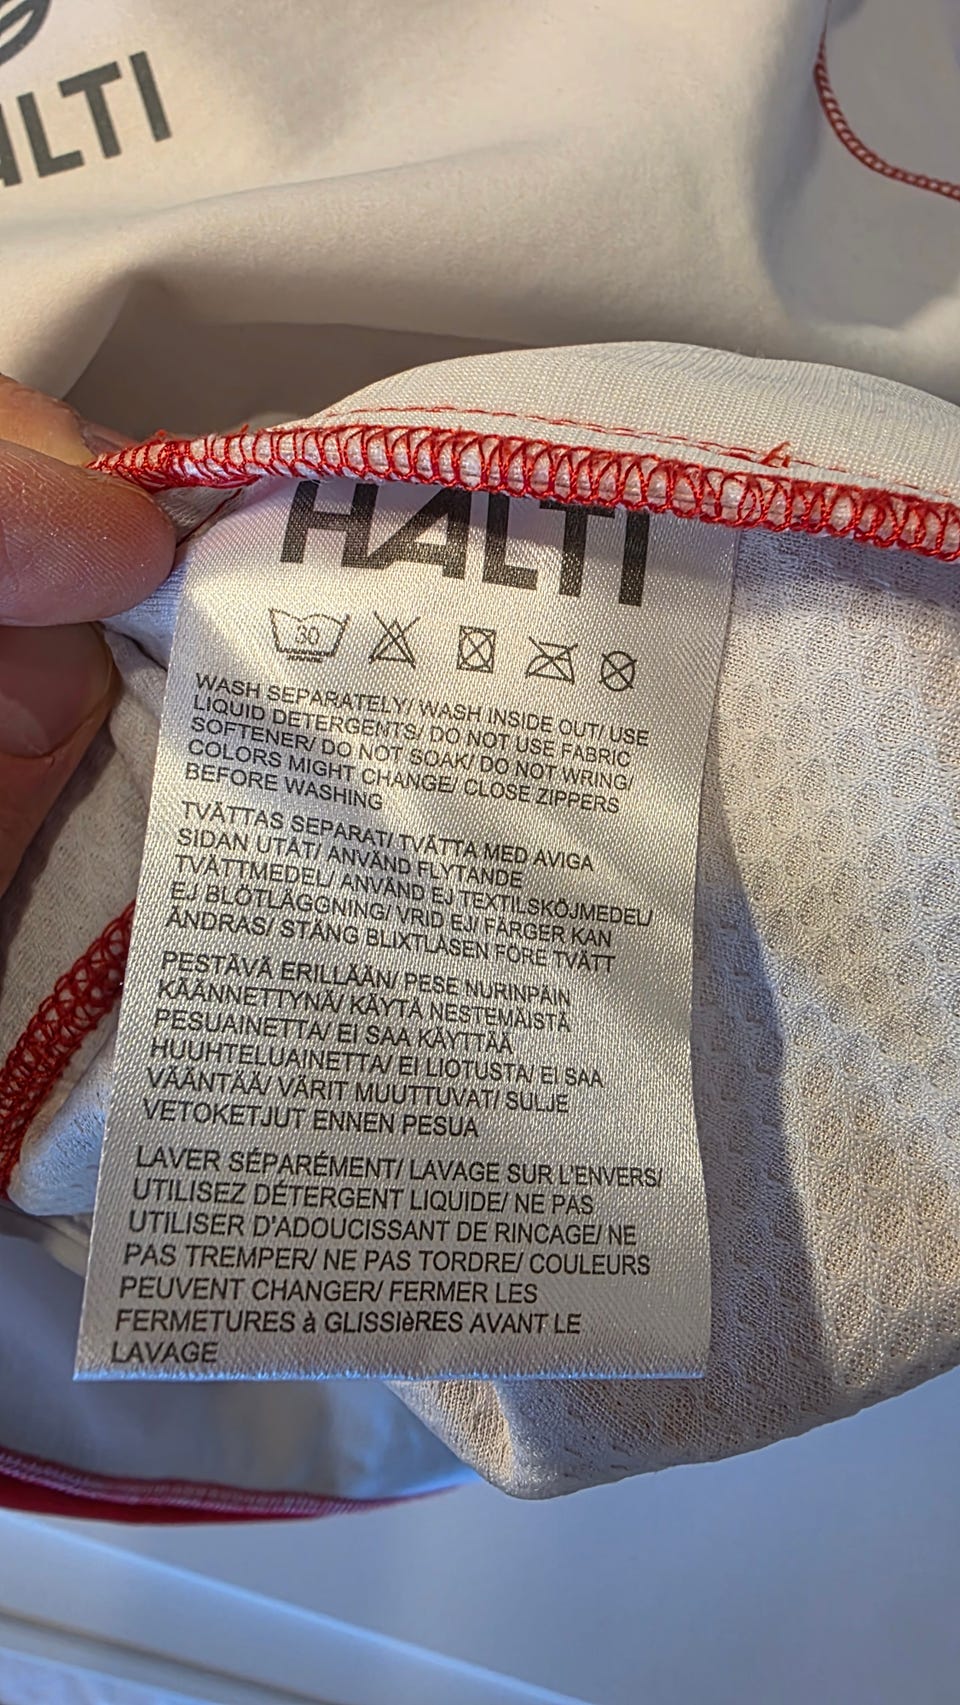 ALTI
HALTI
30
WASH SEPARATELY/ WASH INSIDE OUT/ USE
LIQUID DETERGENTS/ DO NOT USE FABRIC
SOFTENER/ DO NOT SOAK/ DO NOT WRING/
COLORS MIGHT CHANGE/ CLOSE ZIPPERS
BEFORE WASHING
TVÄTTAS SEPARAT/ TVÄTTA MED AVIGA
SIDAN UTÅT/ ANVÄND FLYTANDE
TVÄTTMEDEL/ ANVÄND EJ TEXTILSKÖJMEDEL/
EJ BLÖTLÄGGNING/ VRID EJ/ FÄRGER KAN
ÄNDRAS/ STÄNG BLIXTLÅSEN FÖRE TVÄTT
PESTÄVÄ ERILLÄÄN/ PESE NURINPÄIN
KÄÄNNETTYNÄ/ KÄYTÄ NESTEMÄISTÄ
PESUAINETTA/ EI SAA KÄYTTÄÄ
HUUHTELUAINETTA/ EI LIOTUSTA/ EI SAA
VÄÄNTÄÄ/ VÄRIT MUUTTUVAT/ SULJE
VETOKETJUT ENNEN PESUA
LAVER SÉPARÉMENT/ LAVAGE SUR L'ENVERS/
UTILISEZ DÉTERGENT LIQUIDE/ NE PAS
UTILISER D'ADOUCISSANT DE RINCAGE/ NE
PAS TREMPER/ NE PAS TORDRE/ COULEURS
PEUVENT CHANGER/ FERMER LES
FERMETURES à GLISSIèRES AVANT LE
LAVAGE